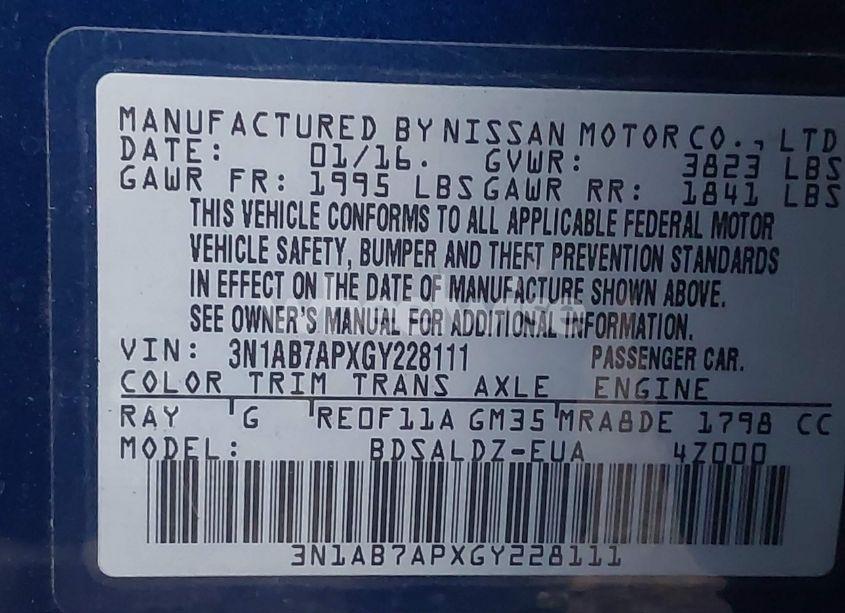 MANUFACTURED BY NISSAN MOTOR CO., LTD
DATE: 01/16. GVWR: 3823 LBS
GAWR FR: 1995 LBS GAWR RR: 1841 LBS
THIS VEHICLE CONFORMS TO ALL APPLICABLE FEDERAL MOTOR
VEHICLE SAFETY, BUMPER AND THEFT PREVENTION STANDARDS
IN EFFECT ON THE DATE OF MANUFACTURE SHOWN ABOVE.
SEE OWNER'S MANUAL FOR ADDITIONAL INFORMATION.
VIN: 3N1AB7APXGY228111 PASSENGER CAR.
COLOR TRIM TRANS AXLE ENGINE
RAY G RE0F11A GM35 MRA8DE 1798 CC
MODEL: BDSALDZ-EUA 4Z000
3N1AB7APXGY228111